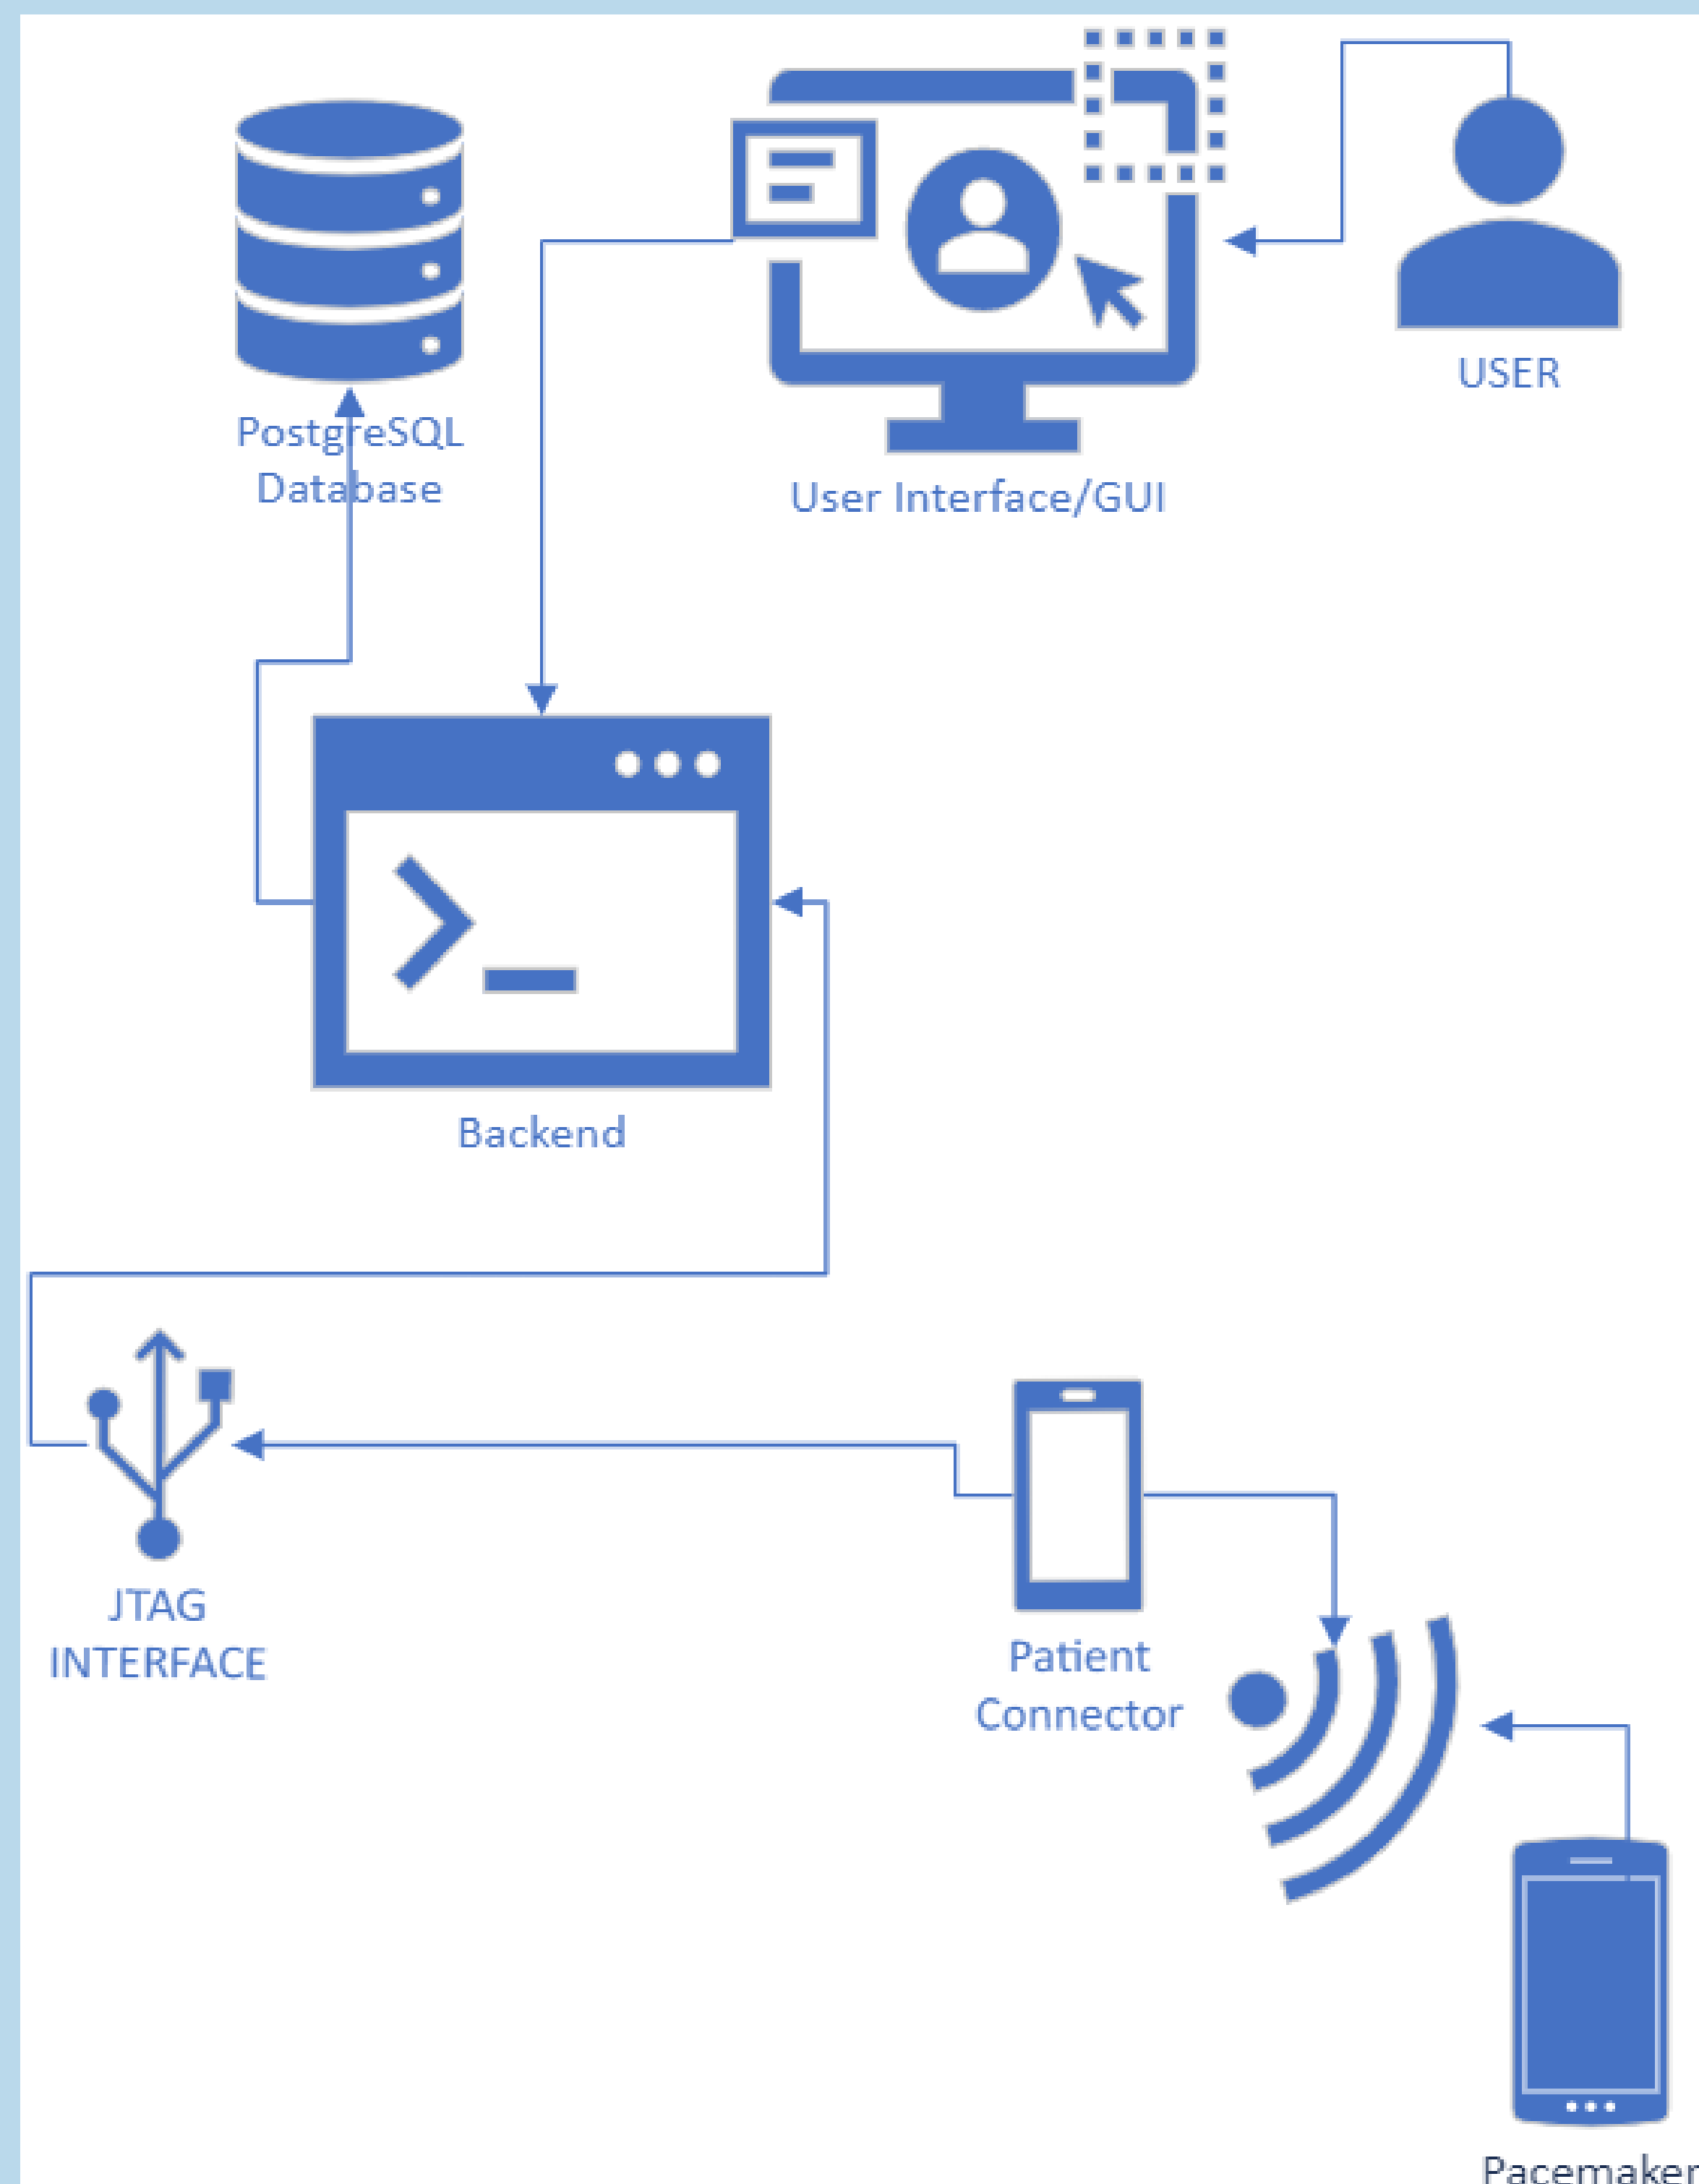 USER
PostgreSQL
Database
User Interface/GUI
Backend
JTAG
INTERFACE
Patient
Connector
Pacemaker